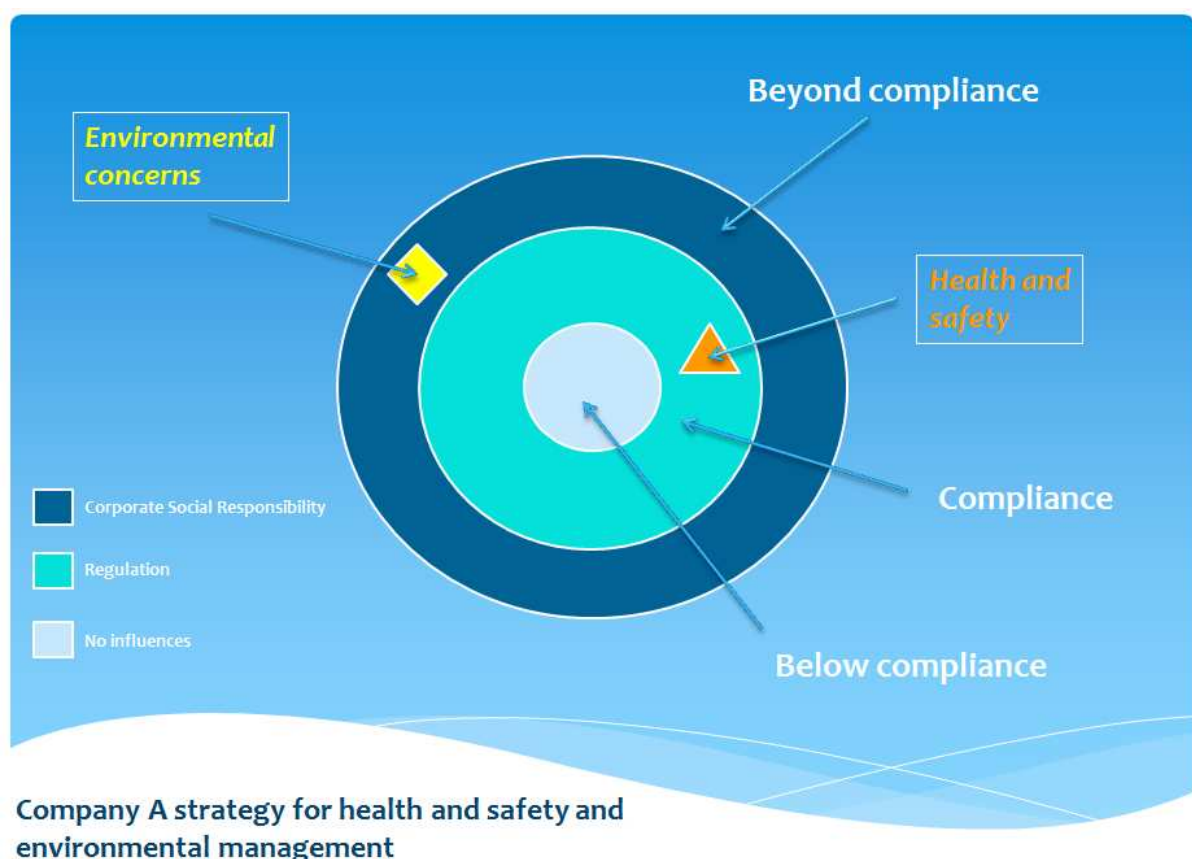 Beyond compliance
Environmental
concerns
Health and
safety
Corporate Social Responsibility
Compliance
Regulation
No influences
Below compliance
Company A strategy for health and safety and
environmental management